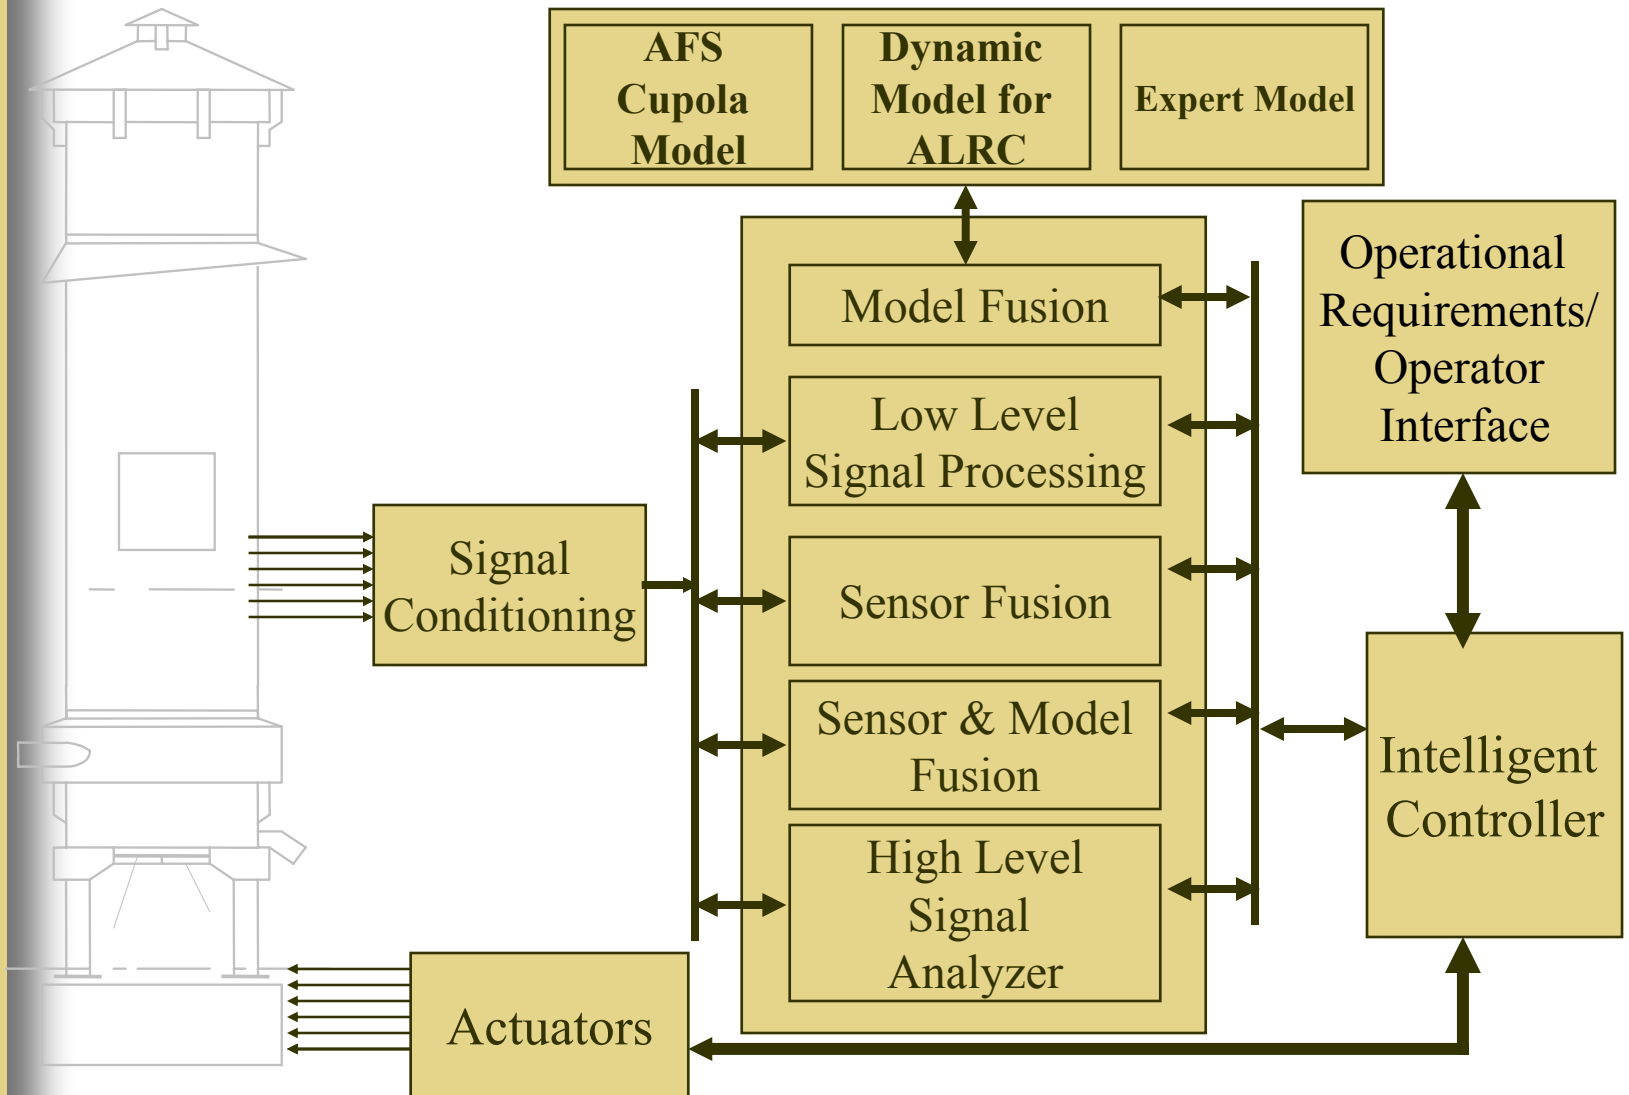 AFS
Cupola
Model
Dynamic
Model for
ALRC
Expert Model
Operational
Requirements/
Operator
Interface
Model Fusion
Low Level
Signal Processing
Signal
Conditioning
Sensor Fusion
Sensor & Model
Fusion
Intelligent
Controller
High Level
Signal
Analyzer
Actuators